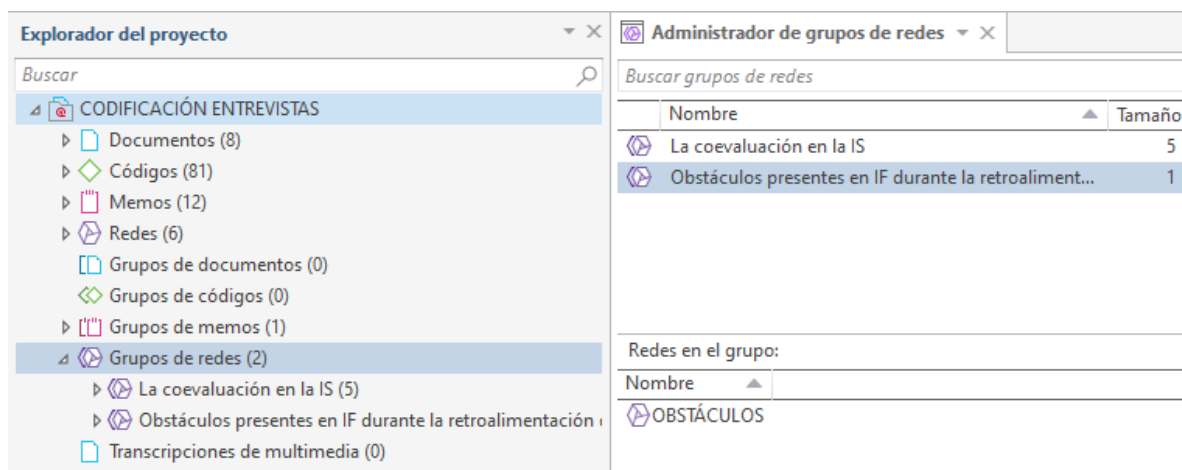 Explorador del proyecto
Buscar
CODIFICACIÓN ENTREVISTAS
Documentos (8)
Códigos (81)
Memos (12)
Redes (6)
Grupos de documentos (0)
Grupos de códigos (0)
Grupos de memos (1)
Grupos de redes (2)
La coevaluación en la IS (5)
Obstáculos presentes en IF durante la retroalimentación
Transcripciones de multimedia (0)
Administrador de grupos de redes
Buscar grupos de redes
Nombre Tamaño
La coevaluación en la IS 5
Obstáculos presentes en IF durante la retroaliment... 1
Redes en el grupo:
Nombre
OBSTÁCULOS